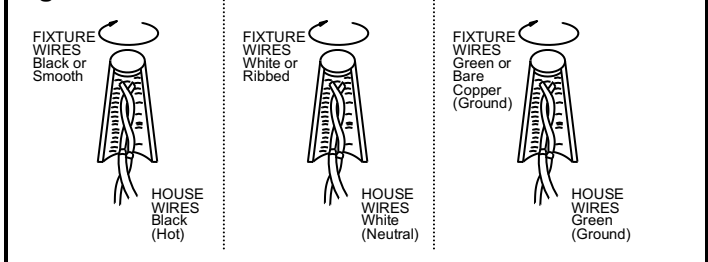 FIXTURE
WIRES
Black or
Smooth
HOUSE
WIRES
Black
(Hot)
FIXTURE
WIRES
White or
Ribbed
HOUSE
WIRES
White
(Neutral)
FIXTURE
WIRES
Green or
Bare
Copper
(Ground)
HOUSE
WIRES
Green
(Ground)